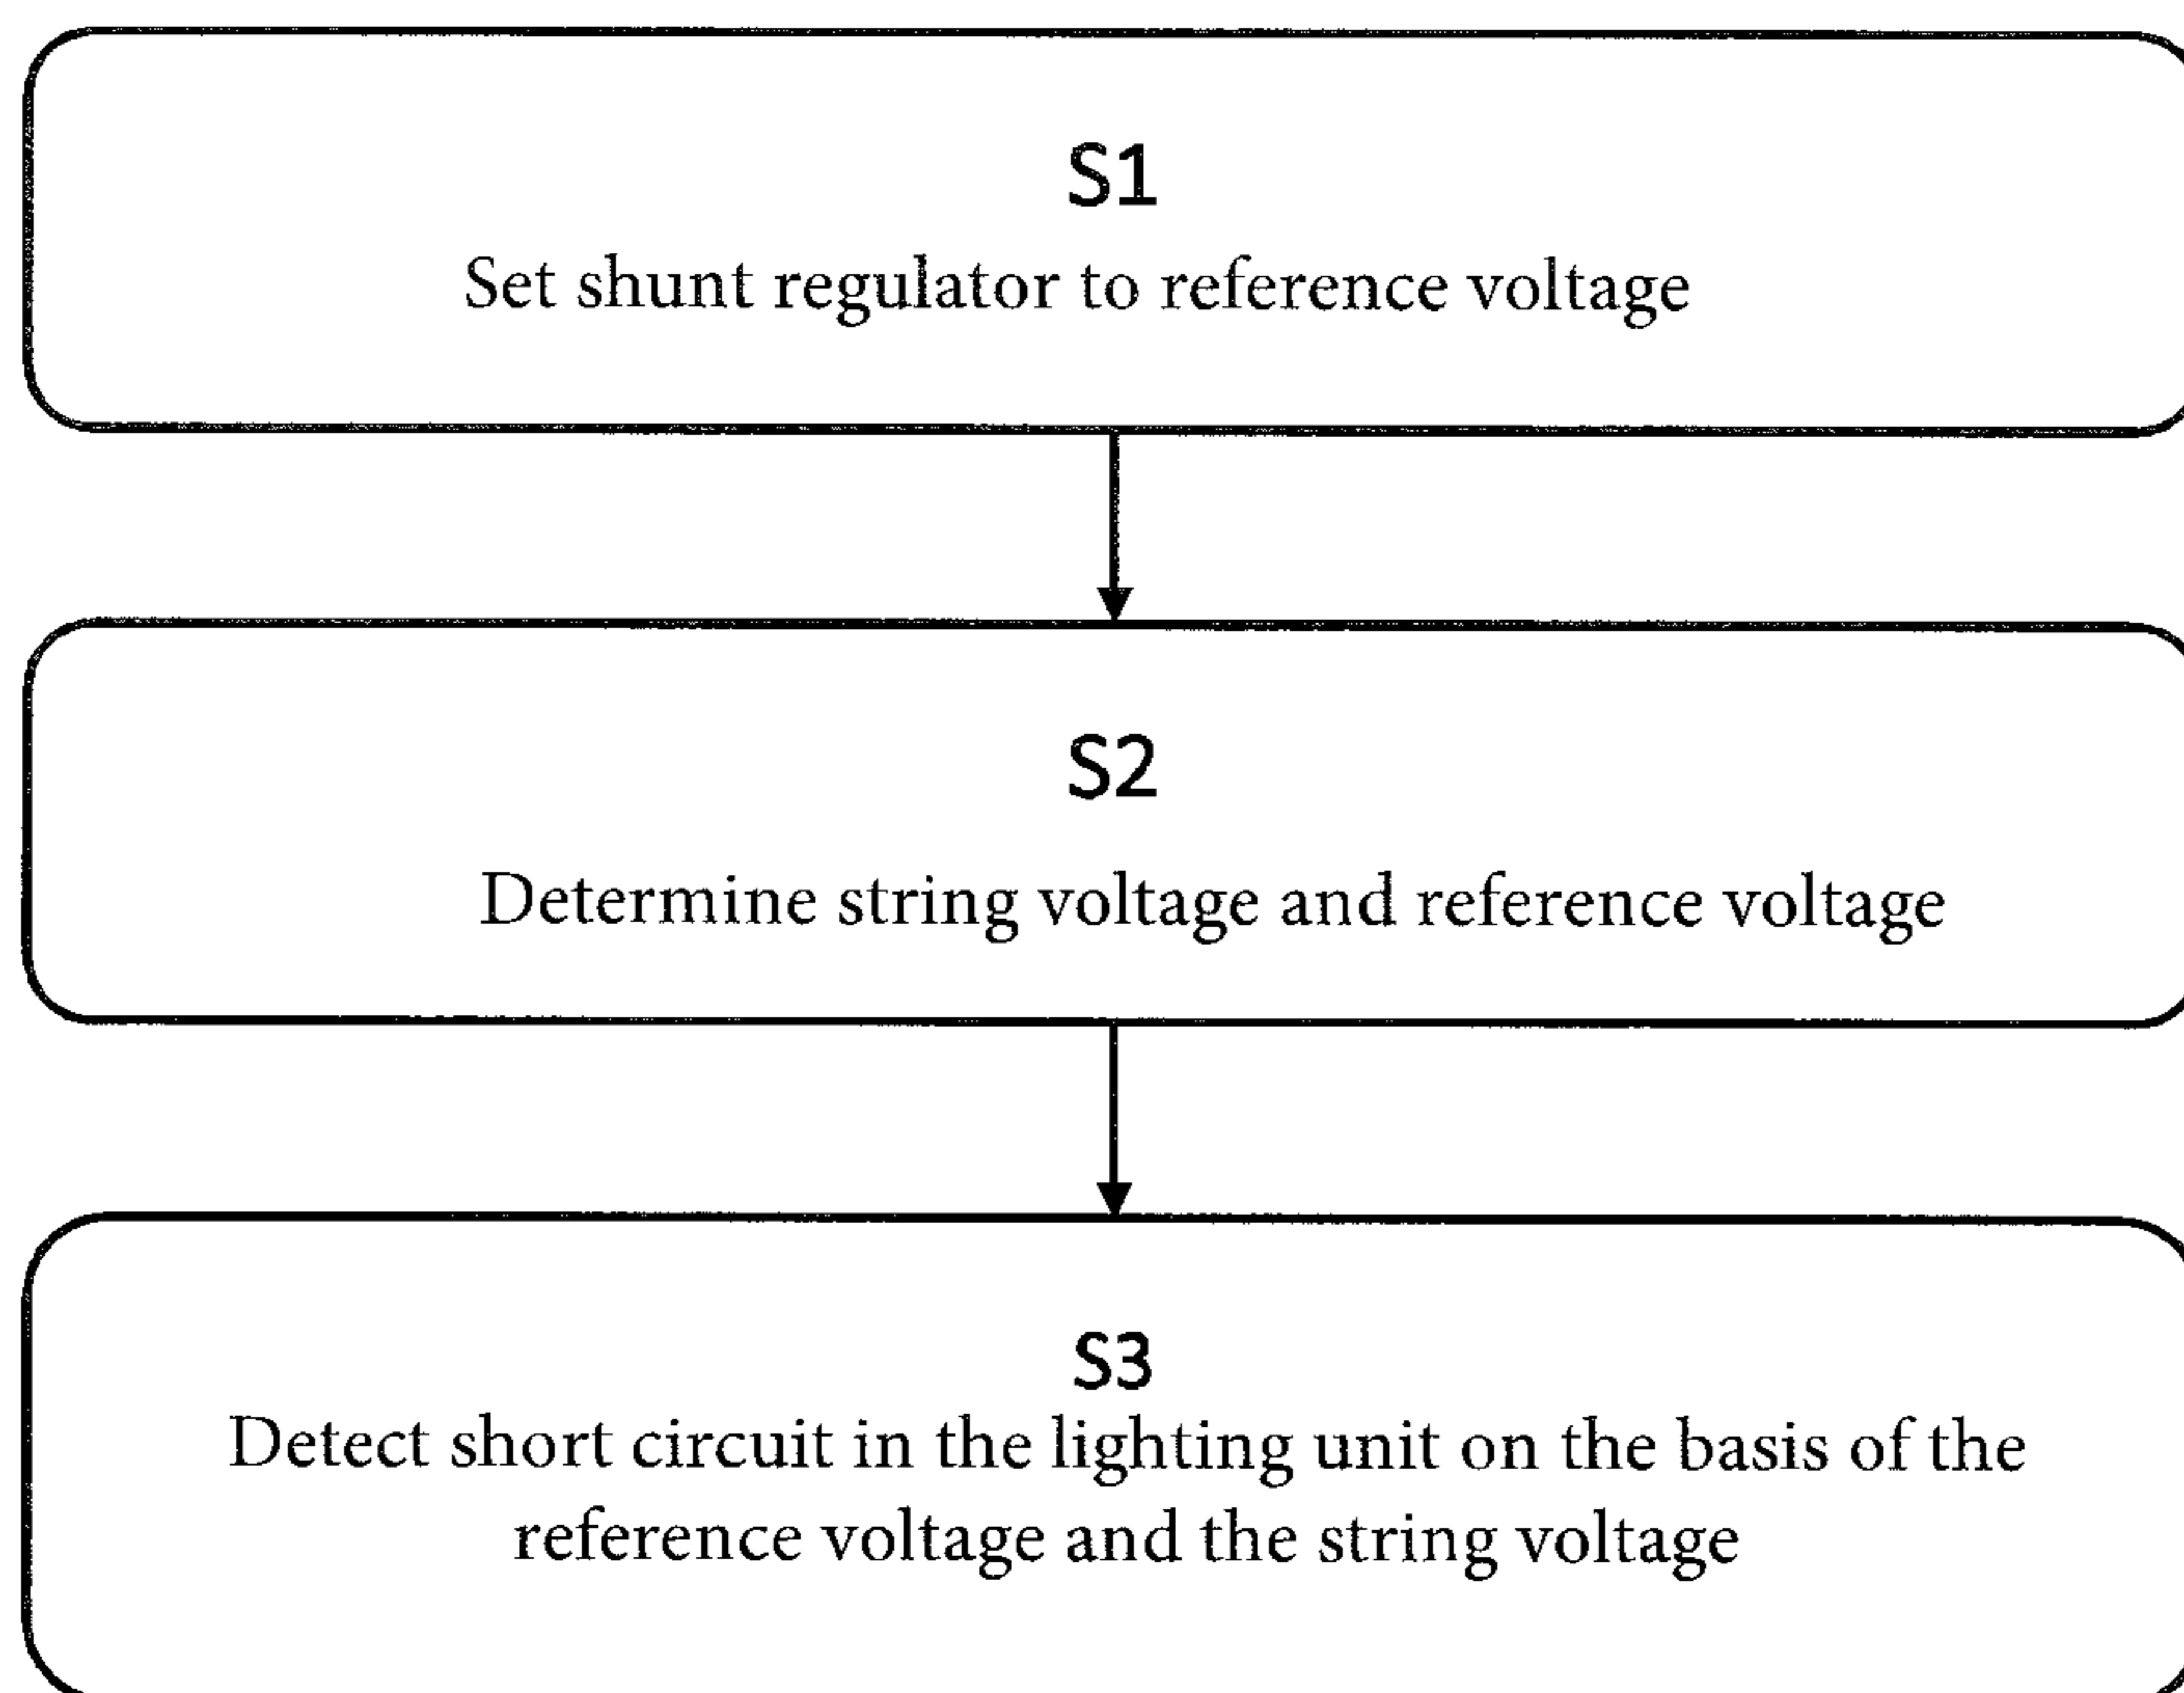 S1
Set shunt regulator to reference voltage
S2
Determine string voltage and reference voltage
S3
Detect short circuit in the lighting unit on the basis of the
reference voltage and the string voltage